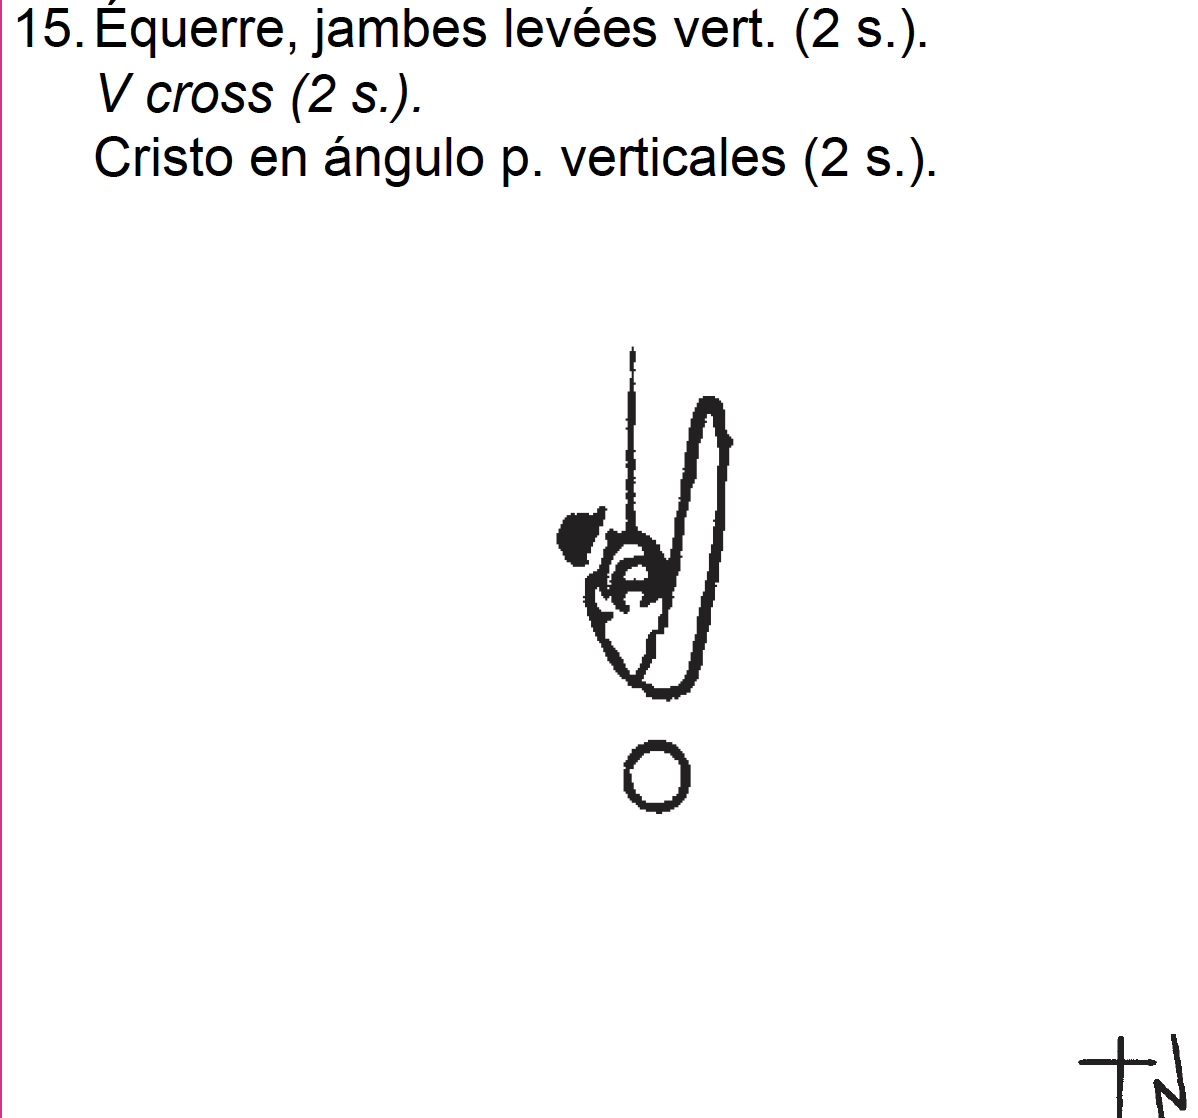 15. Équerre, jambes levées vert. (2 s.).
V cross (2 s.).
Cristo en ángulo p. verticales (2 s.).